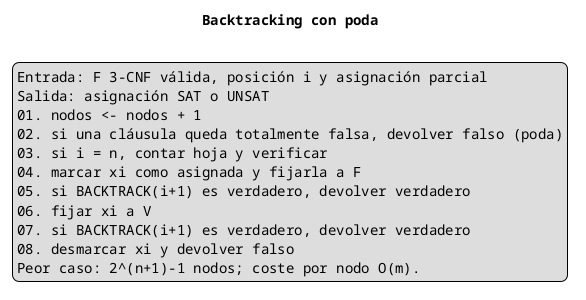 Backtracking con poda
Entrada: F 3-CNF válida, posición i y asignación parcial
Salida: asignación SAT o UNSAT
01. nodos <- nodos + 1
02. si una cláusula queda totalmente falsa, devolver falso (poda)
03. si i = n, contar hoja y verificar
04. marcar xi como asignada y fijarla a F
05. si BACKTRACK(i+1) es verdadero, devolver verdadero
06. fijar xi a V
07. si BACKTRACK(i+1) es verdadero, devolver verdadero
08. desmarcar xi y devolver falso
Peor caso: 2^(n+1)-1 nodos; coste por nodo O(m).